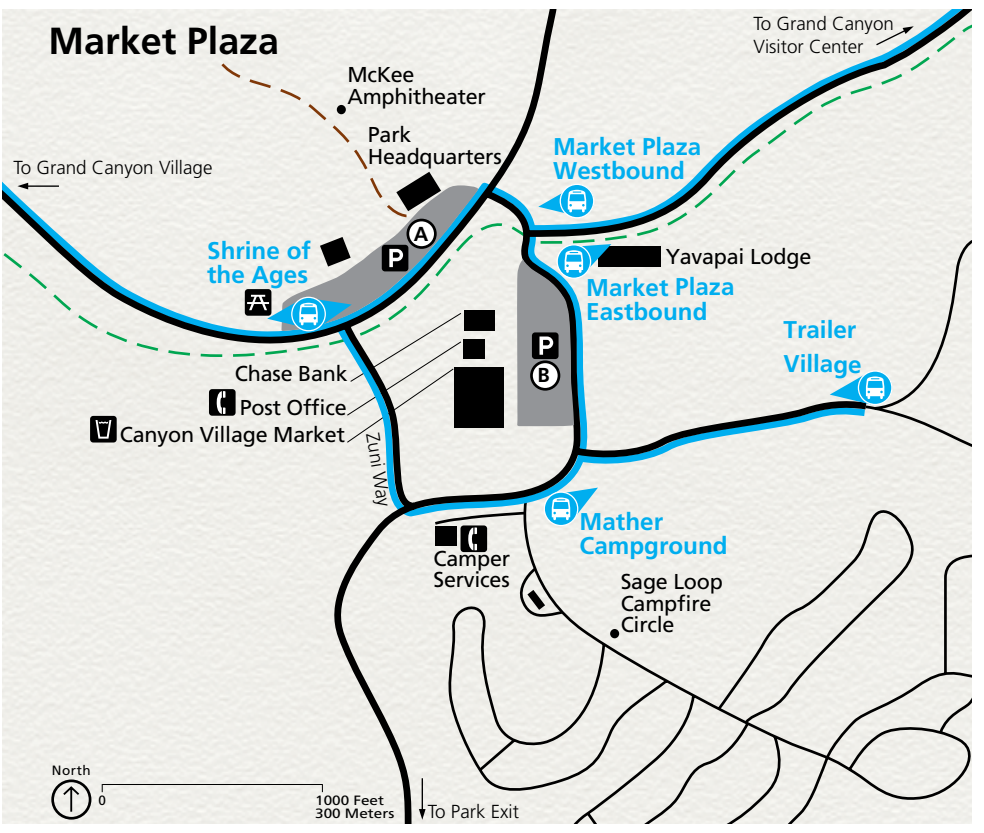 Market Plaza
To Grand Canyon
Visitor Center
McKee
Amphitheater
Park
Headquarters
To Grand Canyon Village
Market Plaza
Westbound
A
P
Shrine of
the Ages
Yavapai Lodge
Market Plaza
Eastbound
Trailer
Village
P
B
Chase Bank
Post Office
Canyon Village Market
Zuni Way
Mather
Campground
Camper
Services
Sage Loop
Campfire
Circle
North
0
1000 Feet
300 Meters
To Park Exit